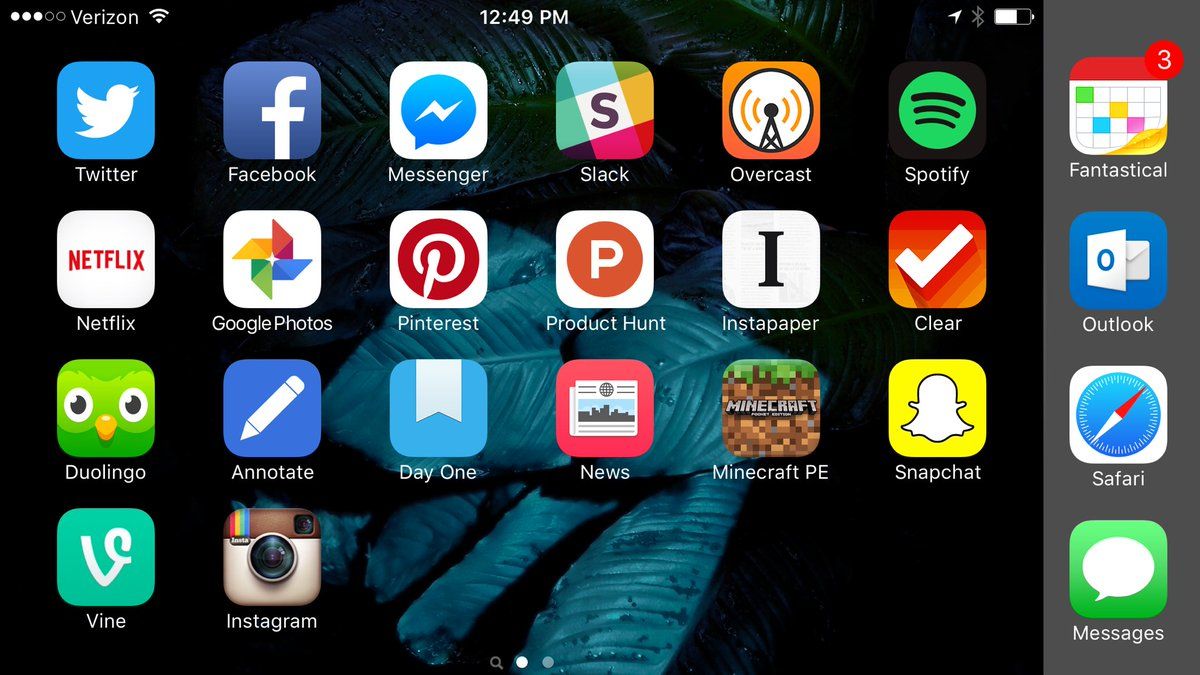 Verizon 12:49 PM
3
Twitter Facebook Messenger Slack Overcast Spotify Fantastical
NETFLIX
Netflix Google Photos Pinterest Product Hunt Instapaper Clear Outlook
MINECRAFT
POCKET EDITION
Duolingo Annotate Day One News Minecraft PE Snapchat Safari
Insta
Vine Instagram Messages